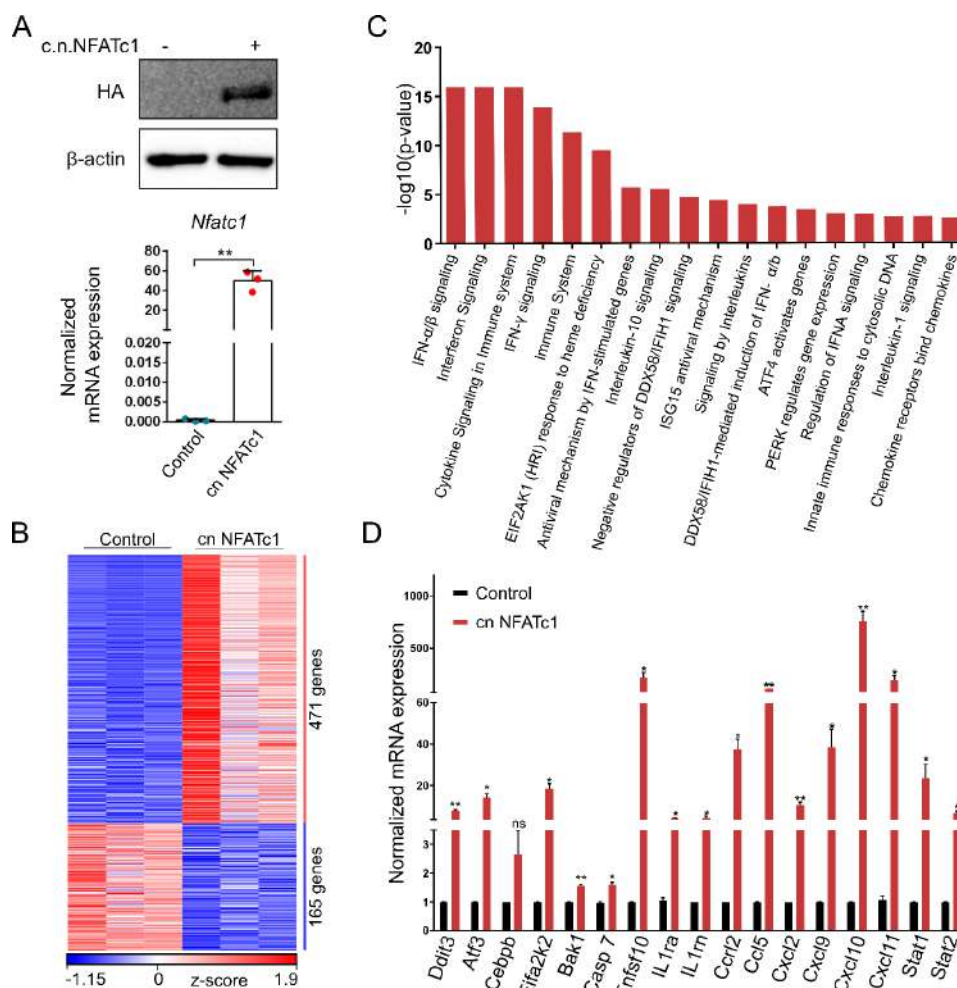 A
c.n.NFATc1 - +
HA
β-actin
Nfatc1
**
Normalized
mRNA expression
80
60
40
20
0.020
0.015
0.010
0.005
0.000
Control
cn NFATc1
C
-log10(p-value)
20
15
10
5
0
IFN-α/β signaling
Interferon Signaling
Cytokine Signaling in Immune system
IFN-γ signaling
Immune System
EIF2AK1 (HRI) response to heme deficiency
Antiviral mechanism by IFN-stimulated genes
Interleukin-10 signaling
Negative regulators of DDX58/IFIH1 signaling
ISG15 antiviral mechanism
Signaling by Interleukins
DDX58/IFIH1-mediated induction of IFN- α/b
ATF4 activates genes
PERK regulates gene expression
Regulation of IFNA signaling
Innate immune responses to cytosolic DNA
Interleukin-1 signaling
Chemokine receptors bind chemokines
B
Control cn NFATc1
471 genes
165 genes
-1.15 0 1.9
z-score
D
Control
cn NFATc1
Normalized mRNA expression
1000
500
60
40
20
4
3
2
1
0
** * ns * ** * * * * ** ** ** * *
Ddit3
Atf3
Cebpb
Eifa2k2
Bak1
Casp 7
Tnfsf10
IL1ra
IL1rn
Ccrl2
Ccl5
Cxcl2
Cxcl9
Cxcl10
Cxcl11
Stat1
Stat2